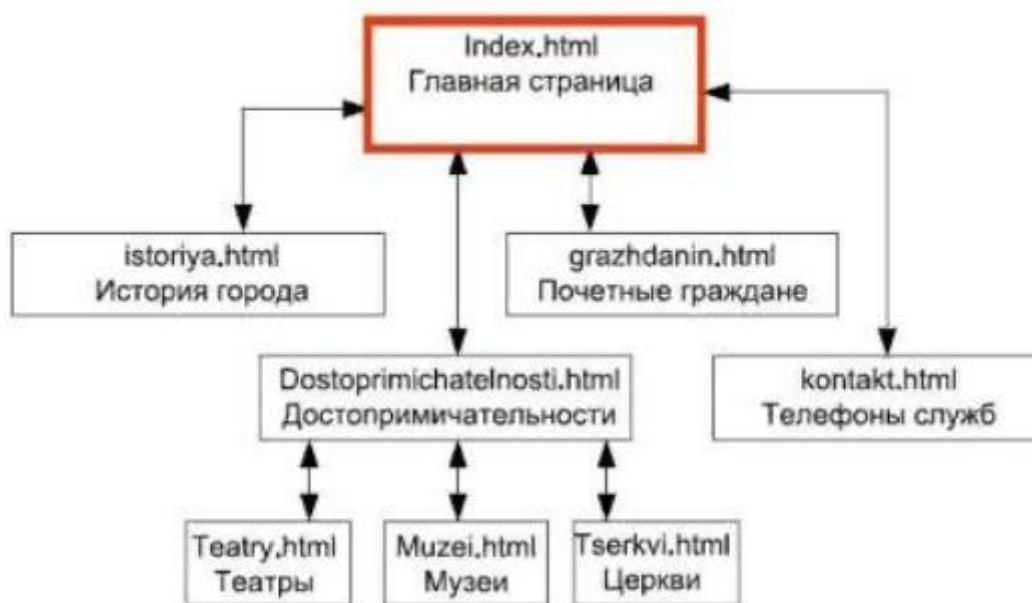 Index.html
Главная страница
istoriya.html
История города
grazhdanin.html
Почетные граждане
Dostoprimichatelnosti.html
Достопримичательности
kontakt.html
Телефоны служб
Teatry.html
Театры
Muzei.html
Музеи
Tserkvi.html
Церкви